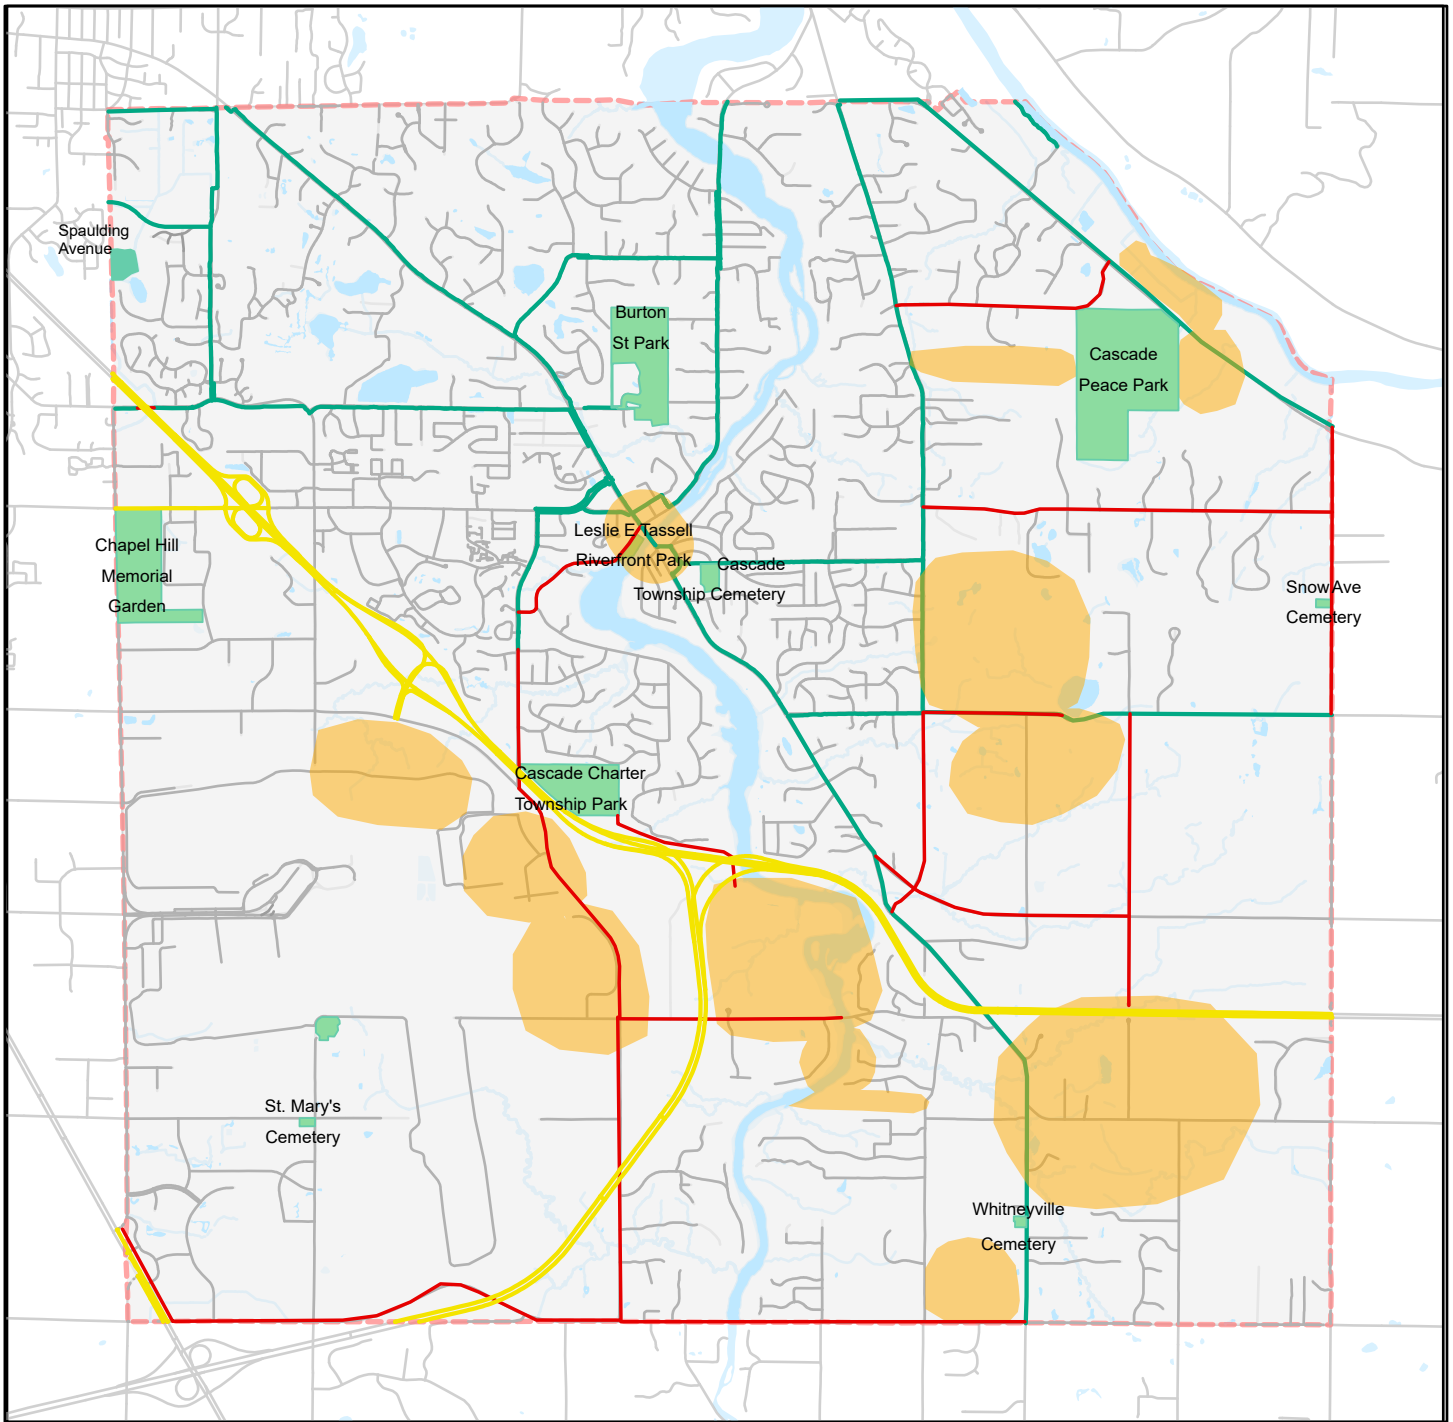 Spaulding
Avenue
Burton
St Park
Cascade
Peace Park
Leslie E Tassell
Riverfront Park
Cascade
Township Cemetery
Chapel Hill
Memorial
Garden
Snow Ave
Cemetery
Cascade Charter
Township Park
St. Mary's
Cemetery
Whitneyville
Cemetery